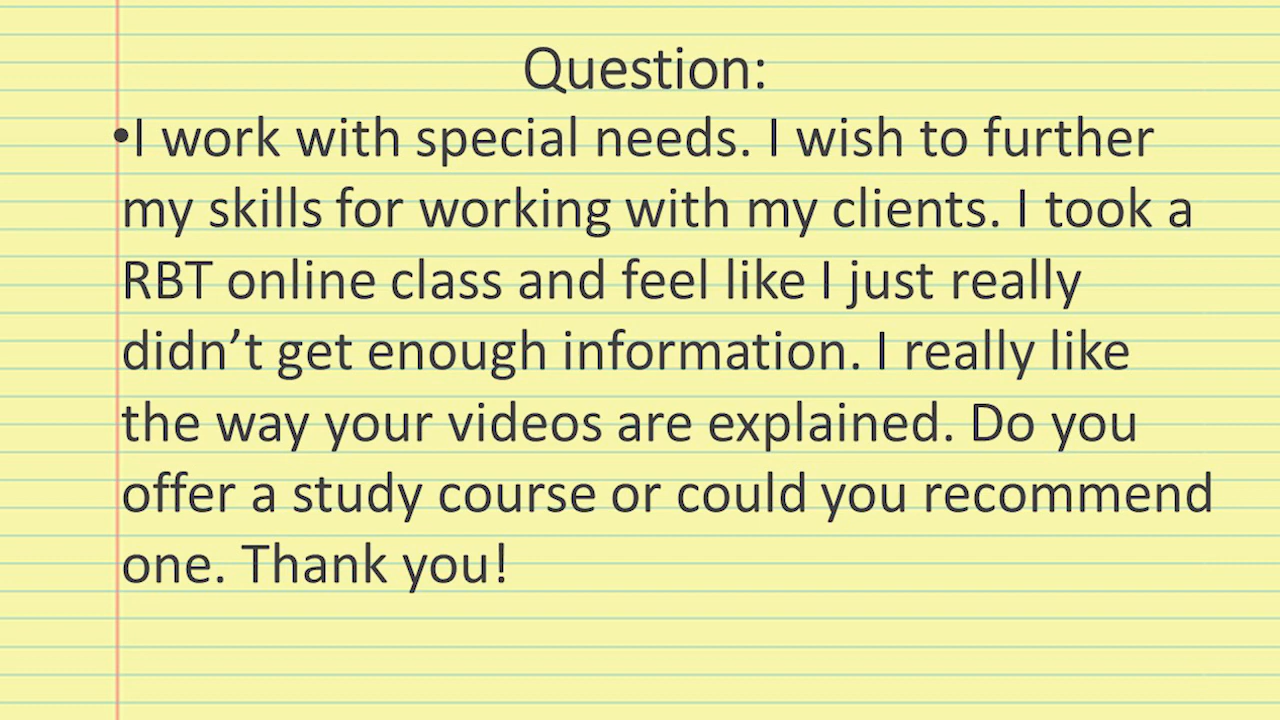 Question:
•I work with special needs. I wish to further
my skills for working with my clients. I took a
RBT online class and feel like I just really
didn’t get enough information. I really like
the way your videos are explained. Do you
offer a study course or could you recommend
one. Thank you!